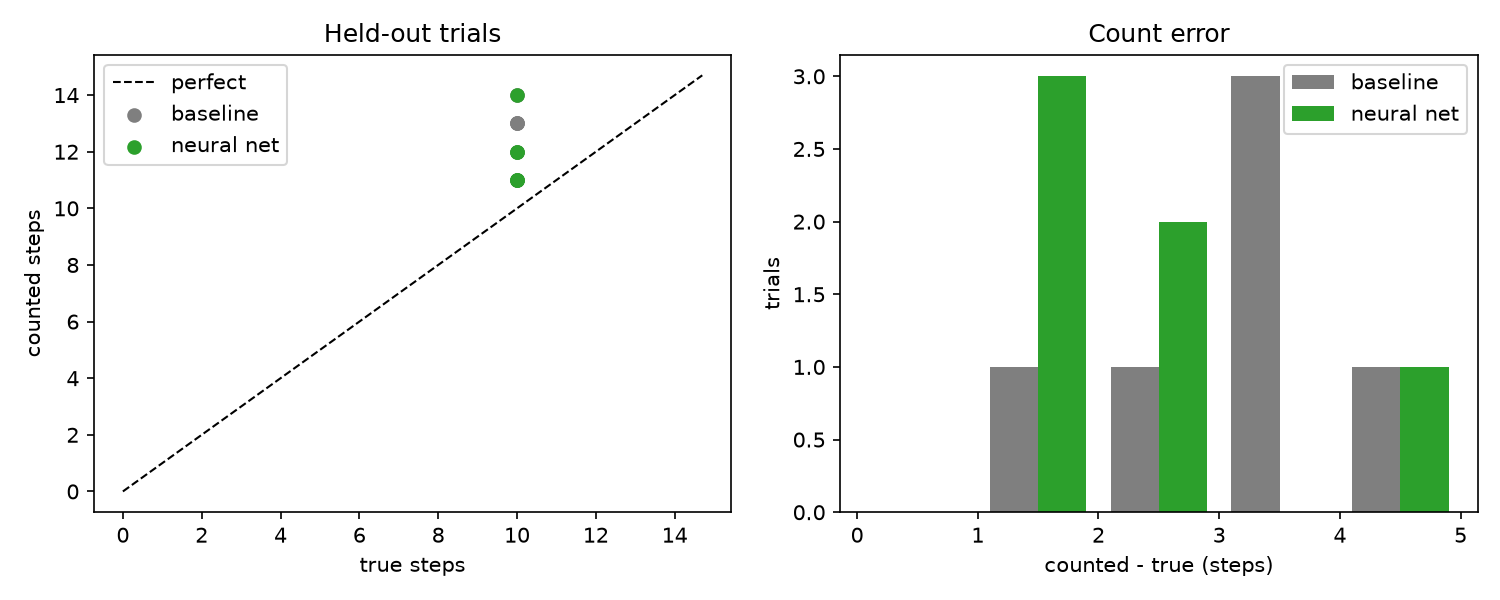 Held-out trials
perfect
baseline
neural net
14
12
10
8
6
4
2
0
counted steps
0 2 4 6 8 10 12 14
true steps
Count error
baseline
neural net
3.0
2.5
2.0
1.5
1.0
0.5
0.0
trials
0 1 2 3 4 5
counted - true (steps)